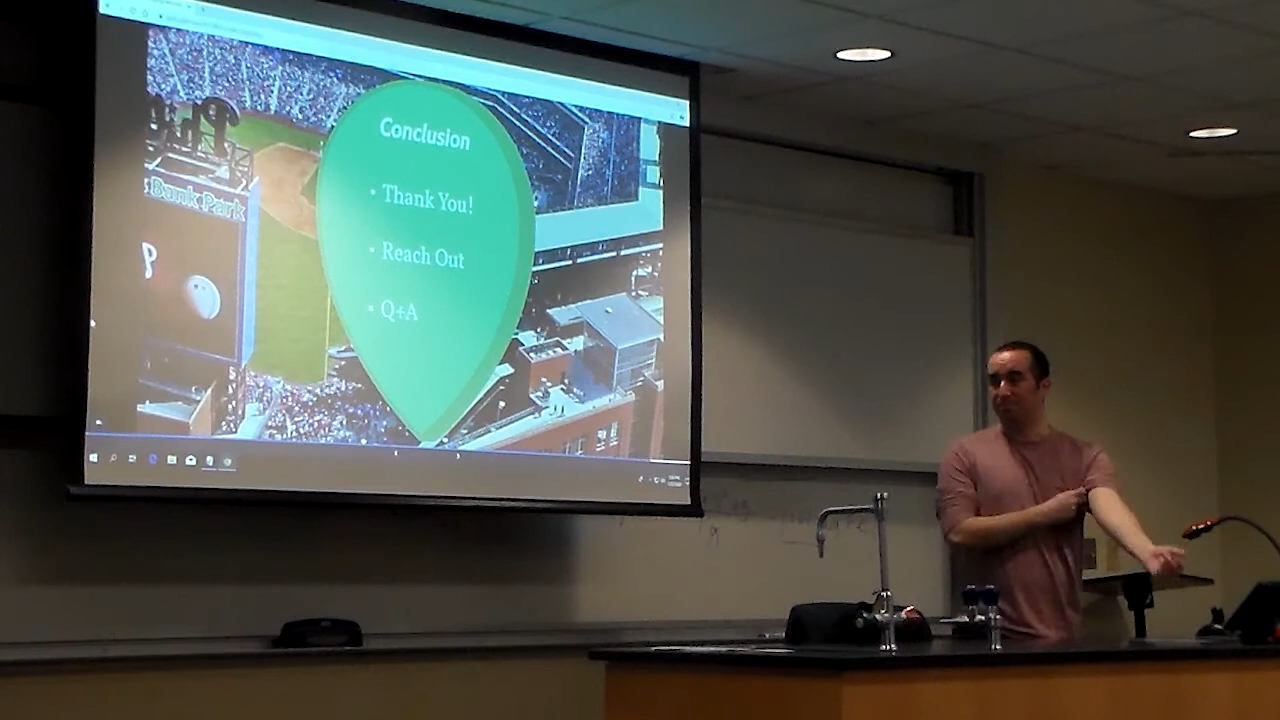 Conclusion
• Thank You!
• Reach Out
• Q+A
Bank Park
P